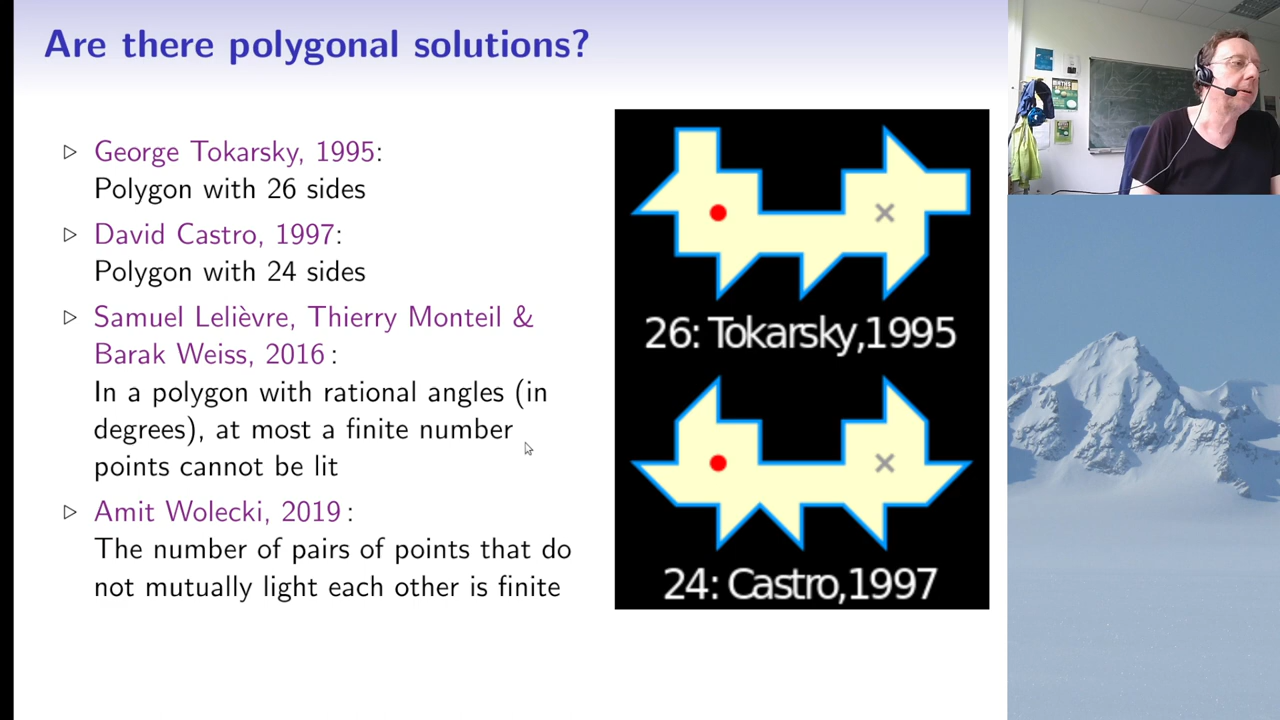 Are there polygonal solutions?
▷ George Tokarsky, 1995:
Polygon with 26 sides
▷ David Castro, 1997:
Polygon with 24 sides
▷ Samuel Lelièvre, Thierry Monteil &
Barak Weiss, 2016 :
In a polygon with rational angles (in
degrees), at most a finite number
points cannot be lit
▷ Amit Wolecki, 2019 :
The number of pairs of points that do
not mutually light each other is finite
26: Tokarsky,1995
24: Castro,1997